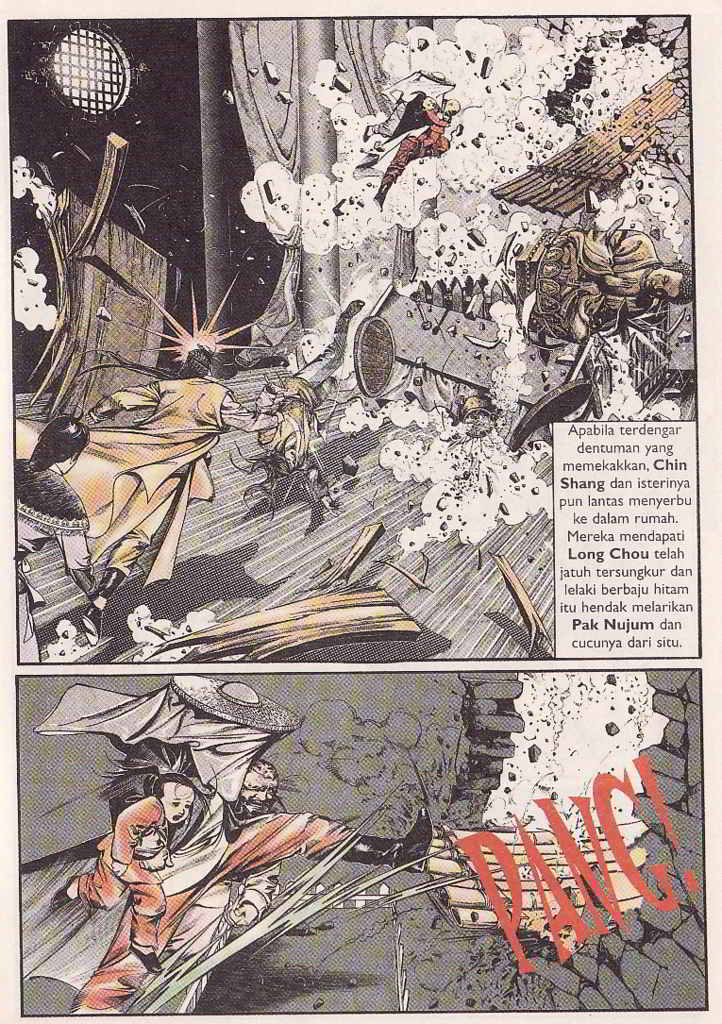 Apabila terdengar
dentuman yang
memekakkan, Chin
Shang dan isterinya
pun lantas menyerbu
ke dalam rumah.
Mereka mendapati
Long Chou telah
jatuh tersungkur dan
lelaki berbaju hitam
itu hendak melarikan
Pak Nujum dan
cucunya dari situ.
PANG!